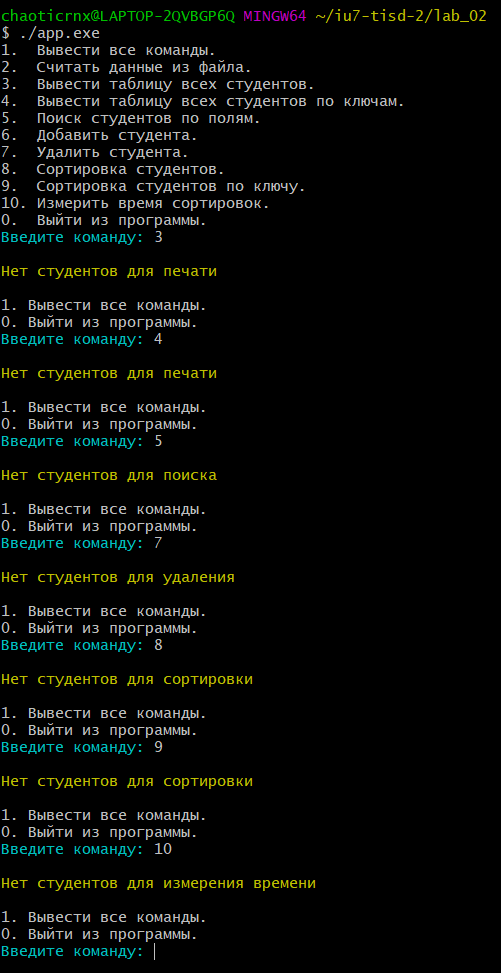 chaoticrnx@LAPTOP-2QVBGP6Q MINGW64 ~/iu7-tisd-2/lab_02
$ ./app.exe
1.  Вывести все команды.
2.  Считать данные из файла.
3.  Вывести таблицу всех студентов.
4.  Вывести таблицу всех студентов по ключам.
5.  Поиск студентов по полям.
6.  Добавить студента.
7.  Удалить студента.
8.  Сортировка студентов.
9.  Сортировка студентов по ключу.
10. Измерить время сортировок.
0.  Выйти из программы.
Введите команду: 3
Нет студентов для печати
1. Вывести все команды.
0. Выйти из программы.
Введите команду: 4
Нет студентов для печати
1. Вывести все команды.
0. Выйти из программы.
Введите команду: 5
Нет студентов для поиска
1. Вывести все команды.
0. Выйти из программы.
Введите команду: 7
Нет студентов для удаления
1. Вывести все команды.
0. Выйти из программы.
Введите команду: 8
Нет студентов для сортировки
1. Вывести все команды.
0. Выйти из программы.
Введите команду: 9
Нет студентов для сортировки
1. Вывести все команды.
0. Выйти из программы.
Введите команду: 10
Нет студентов для измерения времени
1. Вывести все команды.
0. Выйти из программы.
Введите команду: